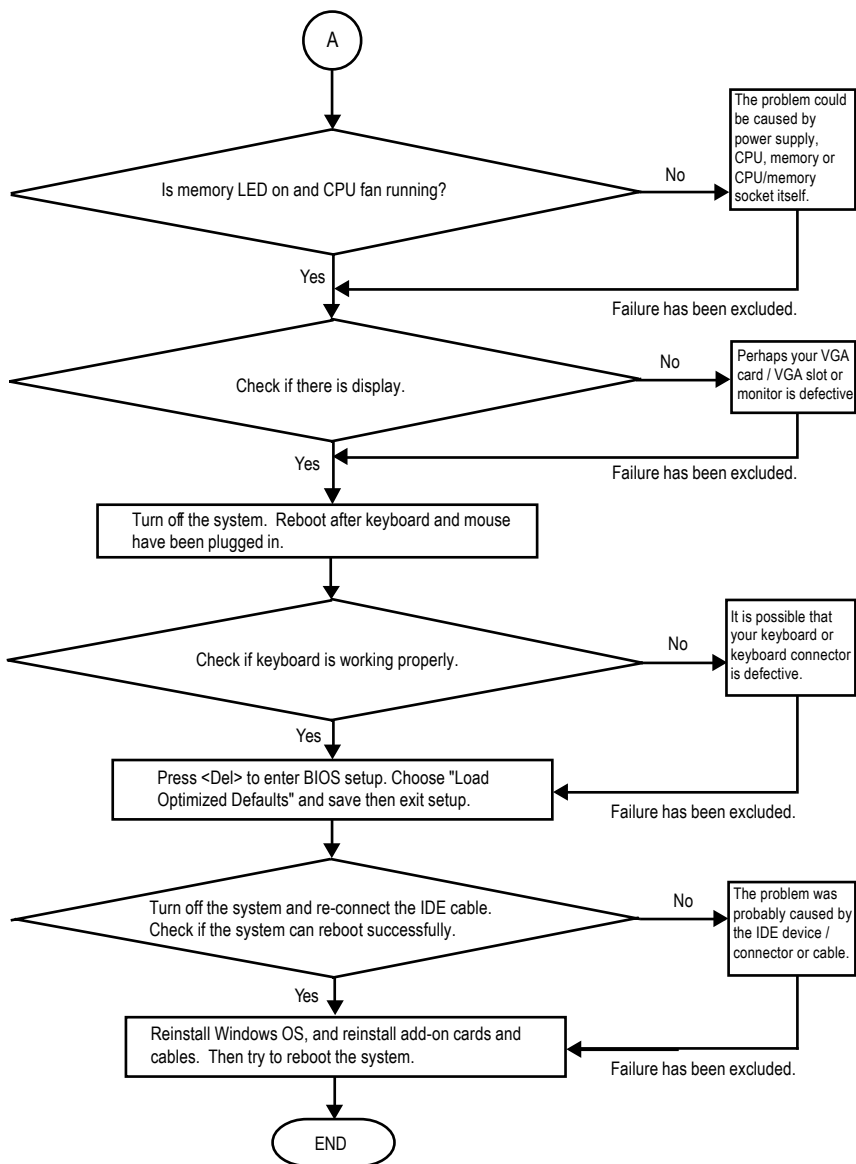 A
Is memory LED on and CPU fan running?
No
The problem could
be caused by
power supply,
CPU, memory or
CPU/memory
socket itself.
Yes
Failure has been excluded.
Check if there is display.
No
Perhaps your VGA
card / VGA slot or
monitor is defective
Yes
Failure has been excluded.
Turn off the system.  Reboot after keyboard and mouse
have been plugged in.
Check if keyboard is working properly.
No
It is possible that
your keyboard or
keyboard connector
is defective.
Yes
Press <Del> to enter BIOS setup. Choose "Load
Optimized Defaults" and save then exit setup.
Failure has been excluded.
Turn off the system and re-connect the IDE cable.
Check if the system can reboot successfully.
No
The problem was
probably caused by
the IDE device /
connector or cable.
Yes
Reinstall Windows OS, and reinstall add-on cards and
cables.  Then try to reboot the system.
Failure has been excluded.
END